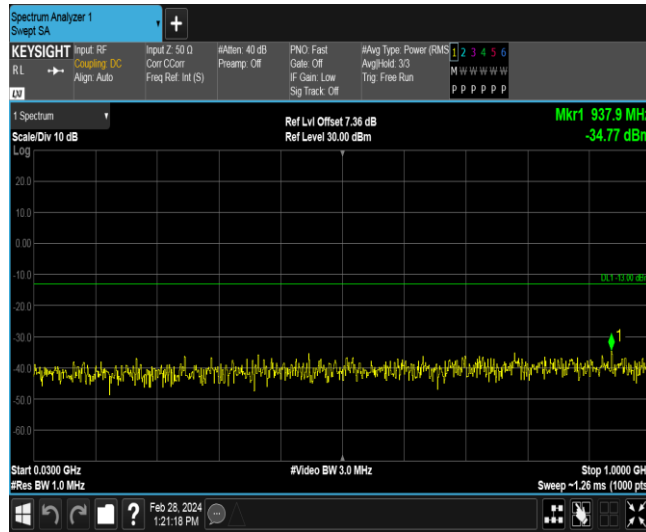 Spectrum Analyzer 1
Swept SA
+
KEYSIGHT
RL
LXI
Input: RF
Coupling: DC
Align: Auto
Input Z: 50 Ω
Corr CCorr
Freq Ref: Int (S)
#Atten: 40 dB
Preamp: Off
PNO: Fast
Gate: Off
IF Gain: Low
Sig Track: Off
#Avg Type: Power (RMS
Avg|Hold: 3/3
Trig: Free Run
1 2 3 4 5 6
M W W W W W
P P P P P P
1 Spectrum
Scale/Div 10 dB
Log
Ref Lvl Offset 7.36 dB
Ref Level 30.00 dBm
Mkr1 937.9 MHz
-34.77 dBm
20.0
10.0
0.00
-10.0
DL1 -13.00 dBm
-20.0
-30.0
1
-40.0
-50.0
-60.0
Start 0.0300 GHz
#Res BW 1.0 MHz
#Video BW 3.0 MHz
Stop 1.0000 GH
Sweep ~1.26 ms (1000 pts
?
Feb 28, 2024
1:21:18 PM